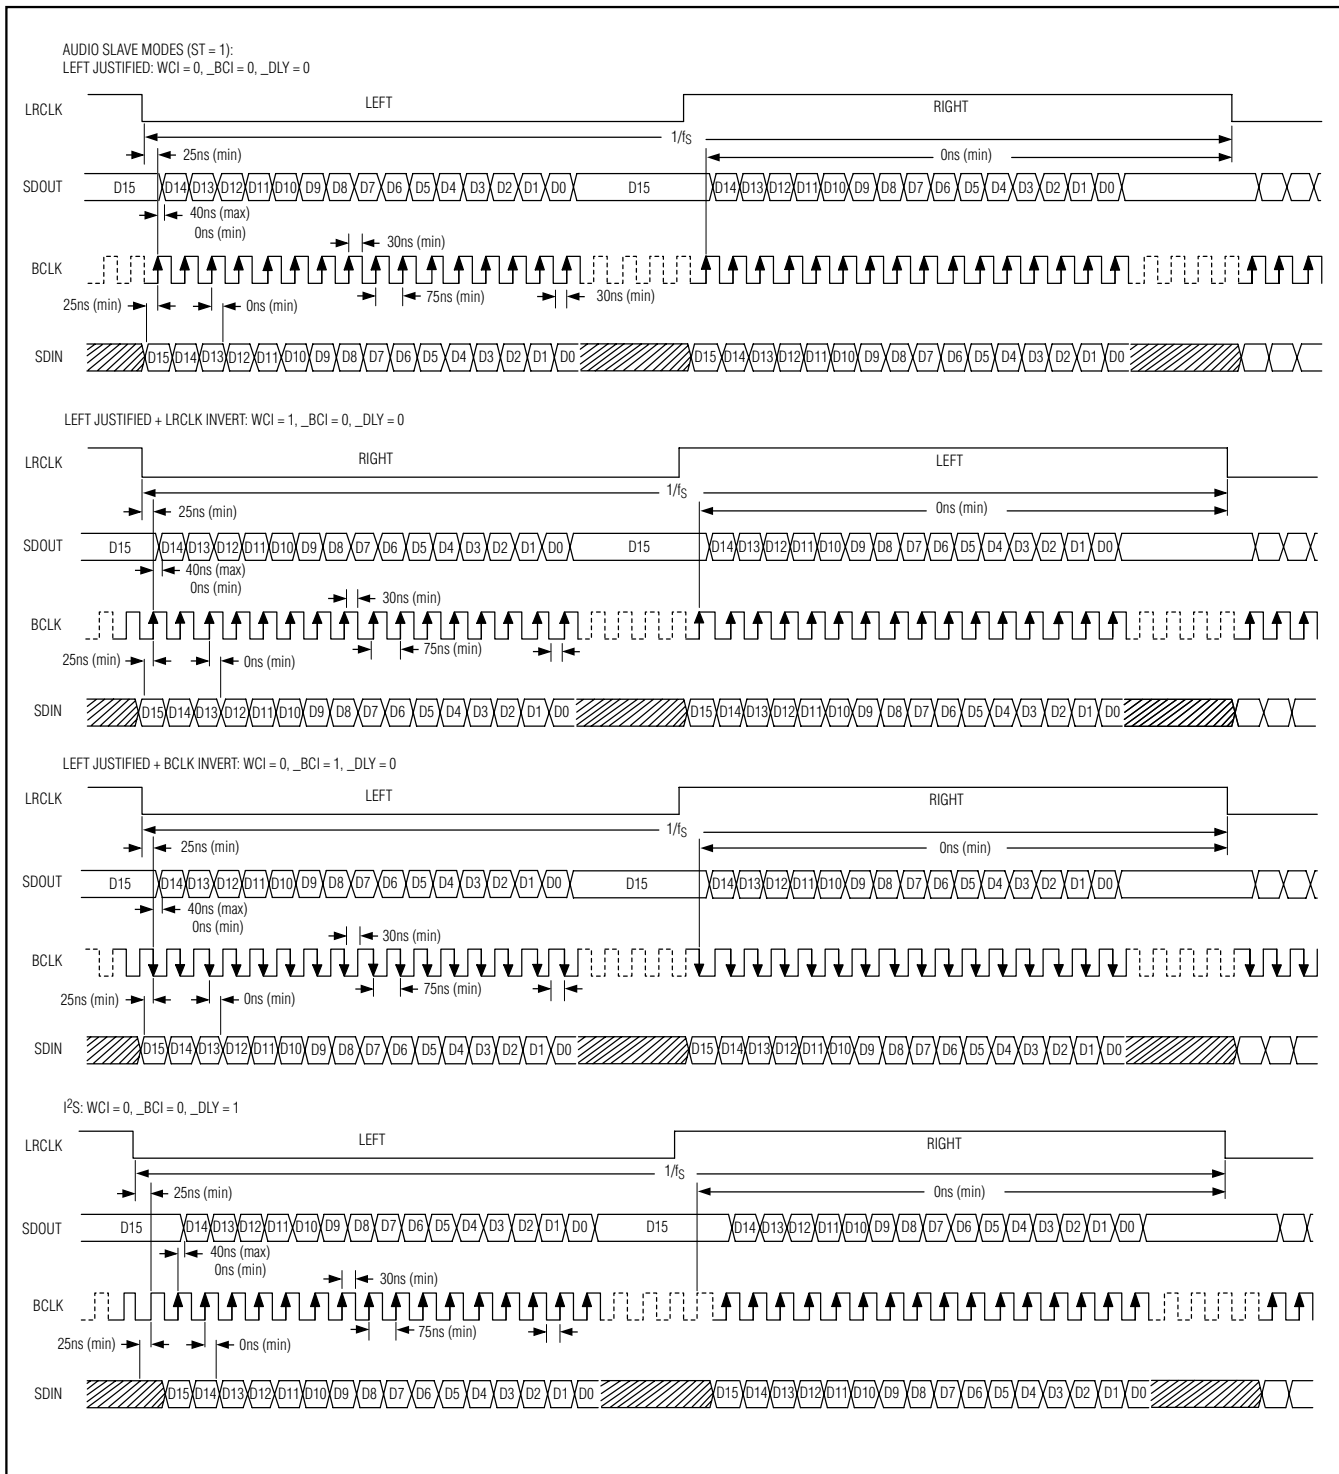 AUDIO SLAVE MODES (ST = 1):
LEFT JUSTIFIED: WCI = 0, _BCI = 0, _DLY = 0
LRCLK LEFT RIGHT
1/fS
25ns (min) 0ns (min)
SDOUT D15 D14 D13 D12 D11 D10 D9 D8 D7 D6 D5 D4 D3 D2 D1 D0 D15 D14 D13 D12 D11 D10 D9 D8 D7 D6 D5 D4 D3 D2 D1 D0
40ns (max)
0ns (min)
30ns (min)
BCLK
25ns (min) 0ns (min) 75ns (min) 30ns (min)
SDIN D15 D14 D13 D12 D11 D10 D9 D8 D7 D6 D5 D4 D3 D2 D1 D0 D15 D14 D13 D12 D11 D10 D9 D8 D7 D6 D5 D4 D3 D2 D1 D0
LEFT JUSTIFIED + LRCLK INVERT: WCI = 1, _BCI = 0, _DLY = 0
LRCLK RIGHT LEFT
1/fS
25ns (min) 0ns (min)
SDOUT D15 D14 D13 D12 D11 D10 D9 D8 D7 D6 D5 D4 D3 D2 D1 D0 D15 D14 D13 D12 D11 D10 D9 D8 D7 D6 D5 D4 D3 D2 D1 D0
40ns (max)
0ns (min)
30ns (min)
BCLK
25ns (min) 0ns (min) 75ns (min)
SDIN D15 D14 D13 D12 D11 D10 D9 D8 D7 D6 D5 D4 D3 D2 D1 D0 D15 D14 D13 D12 D11 D10 D9 D8 D7 D6 D5 D4 D3 D2 D1 D0
LEFT JUSTIFIED + BCLK INVERT: WCI = 0, _BCI = 1, _DLY = 0
LRCLK LEFT RIGHT
1/fS
25ns (min) 0ns (min)
SDOUT D15 D14 D13 D12 D11 D10 D9 D8 D7 D6 D5 D4 D3 D2 D1 D0 D15 D14 D13 D12 D11 D10 D9 D8 D7 D6 D5 D4 D3 D2 D1 D0
40ns (max)
0ns (min)
30ns (min)
BCLK
25ns (min) 0ns (min) 75ns (min)
SDIN D15 D14 D13 D12 D11 D10 D9 D8 D7 D6 D5 D4 D3 D2 D1 D0 D15 D14 D13 D12 D11 D10 D9 D8 D7 D6 D5 D4 D3 D2 D1 D0
I²S: WCI = 0, _BCI = 0, _DLY = 1
LRCLK LEFT RIGHT
1/fS
25ns (min) 0ns (min)
SDOUT D15 D14 D13 D12 D11 D10 D9 D8 D7 D6 D5 D4 D3 D2 D1 D0 D15 D14 D13 D12 D11 D10 D9 D8 D7 D6 D5 D4 D3 D2 D1 D0
40ns (max)
0ns (min)
30ns (min)
BCLK
25ns (min) 0ns (min) 75ns (min)
SDIN D15 D14 D13 D12 D11 D10 D9 D8 D7 D6 D5 D4 D3 D2 D1 D0 D15 D14 D13 D12 D11 D10 D9 D8 D7 D6 D5 D4 D3 D2 D1 D0